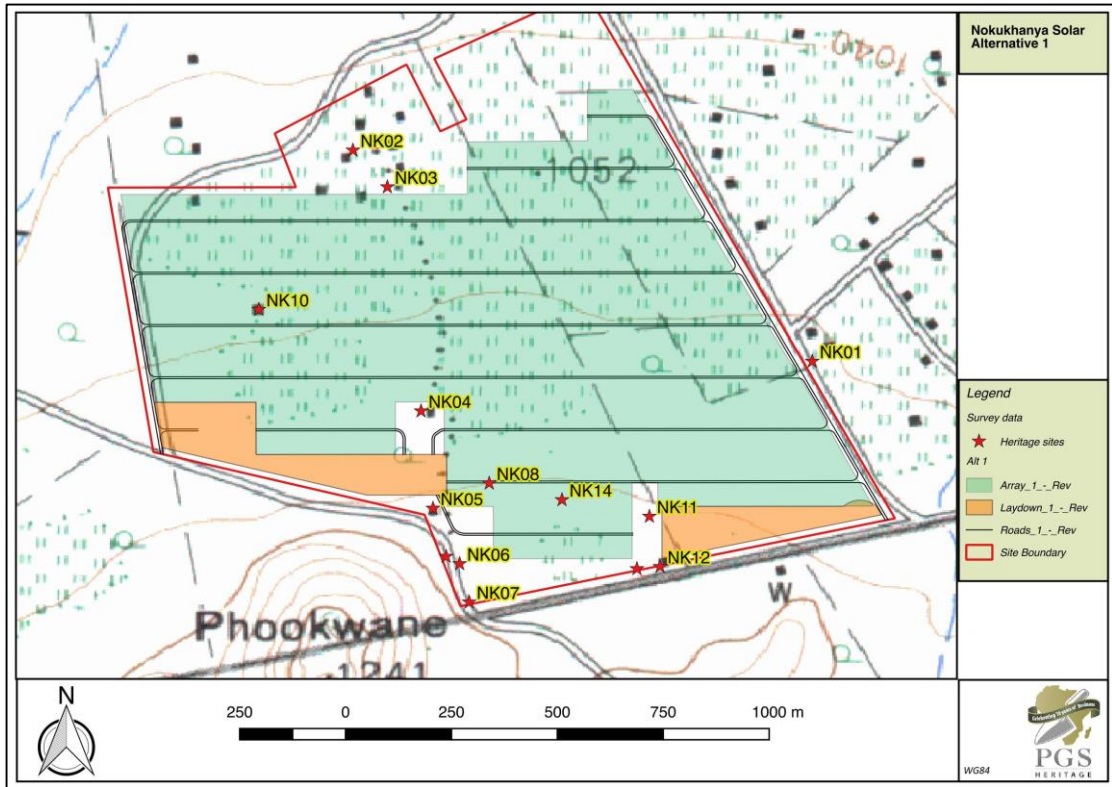 Nokukhanya Solar
Alternative 1
1040
NK02
NK03
1052
NK10
NK01
NK04
NK08
NK14
NK05
NK11
NK06
NK12
NK07
W
Phookwane
1241
Legend
Survey data
Heritage sites
Alt 1
Array_1_-_Rev
Laydown_1_-_Rev
Roads_1_-_Rev
Site Boundary
N
250 0 250 500 750 1000 m
WG84
PGS
HERITAGE